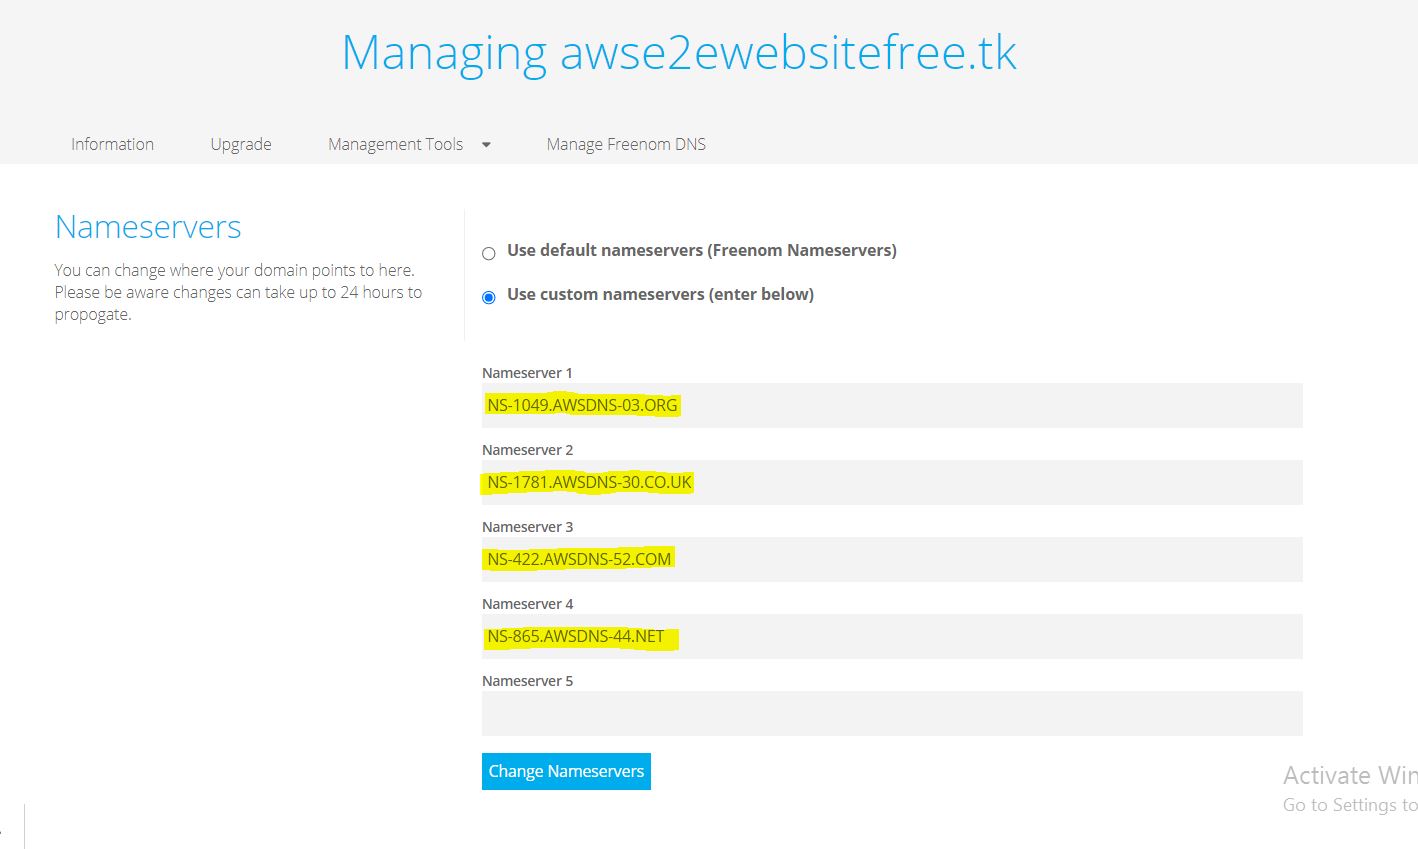 Managing awse2ewebsitefree.tk
Information Upgrade Management Tools Manage Freenom DNS
Nameservers
You can change where your domain points to here.
Please be aware changes can take up to 24 hours to
propogate.
Use default nameservers (Freenom Nameservers)
Use custom nameservers (enter below)
Nameserver 1
NS-1049.AWSDNS-03.ORG
Nameserver 2
NS-1781.AWSDNS-30.CO.UK
Nameserver 3
NS-422.AWSDNS-52.COM
Nameserver 4
NS-865.AWSDNS-44.NET
Nameserver 5
Change Nameservers
Activate Win
Go to Settings to